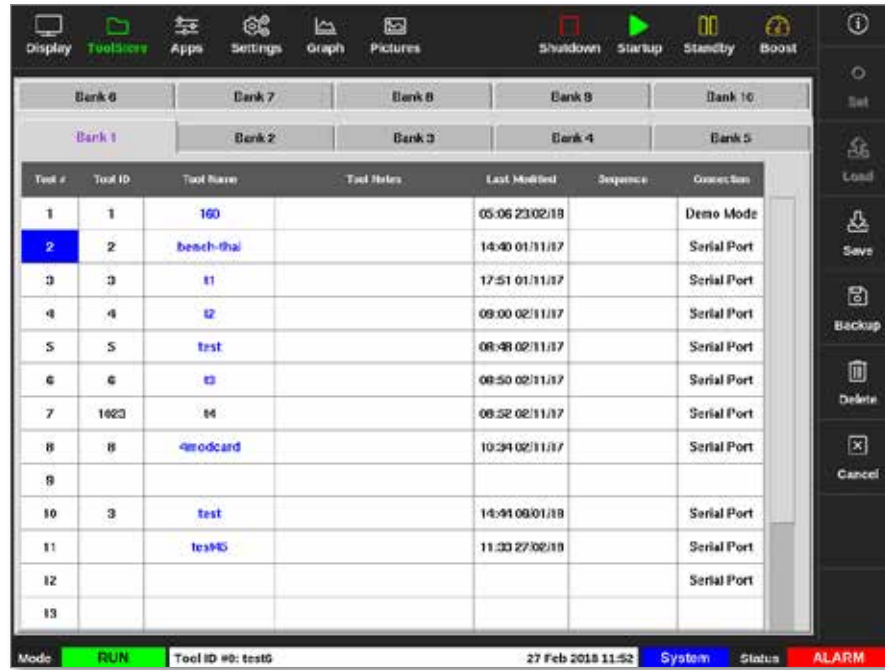 Display ToolStore Apps Settings Graph Pictures Shutdown Startup Standby Boost
Bank 6 Bank 7 Bank 8 Bank 9 Bank 10
Bank 1 Bank 2 Bank 3 Bank 4 Bank 5
Tool # Tool ID Tool Name Tool Notes Last Modified Sequence Connection
1 1 160 05:06 23/02/18 Demo Mode
2 2 bench-thai 14:40 01/11/17 Serial Port
3 3 t1 17:51 01/11/17 Serial Port
4 4 t2 08:00 02/11/17 Serial Port
5 5 test 08:48 02/11/17 Serial Port
6 6 t3 08:50 02/11/17 Serial Port
7 1023 t4 08:52 02/11/17 Serial Port
8 8 4modcard 10:34 02/11/17 Serial Port
9
10 3 test Serial Port
11 test45 11:33 27/02/18 Serial Port
12 Serial Port
13
Set
Load
Save
Backup
Delete
Cancel
Mode RUN Tool ID #0: test6 27 Feb 2018 11:52 System Status ALARM